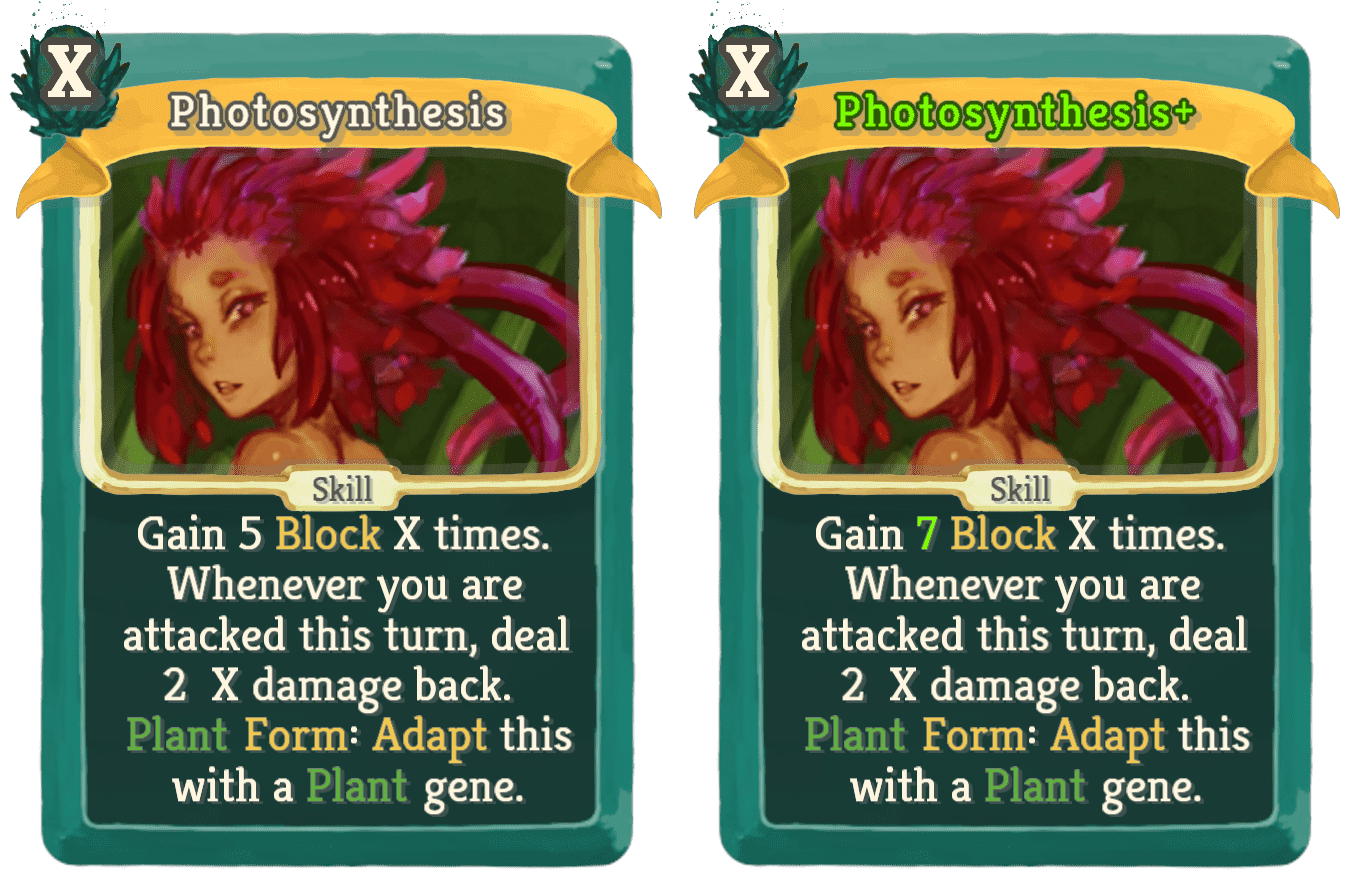 X
Photosynthesis
Skill
Gain 5 Block X times.
Whenever you are
attacked this turn, deal
2 X damage back.
Plant Form: Adapt this
with a Plant gene.
X
Photosynthesis+
Skill
Gain 7 Block X times.
Whenever you are
attacked this turn, deal
2 X damage back.
Plant Form: Adapt this
with a Plant gene.